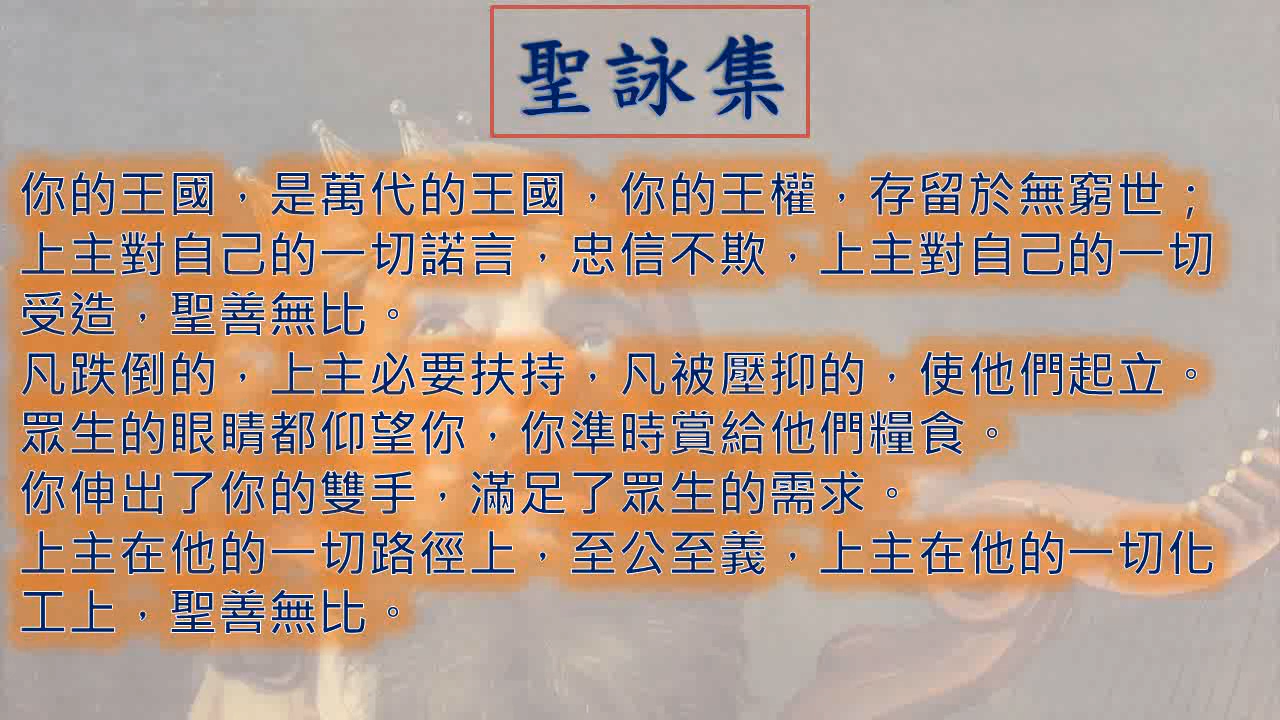 聖詠集
你的王國，是萬代的王國，你的王權，存留於無窮世；
上主對自己的一切諾言，忠信不欺，上主對自己的一切
受造，聖善無比。
凡跌倒的，上主必要扶持，凡被壓抑的，使他們起立。
眾生的眼睛都仰望你，你準時賞給他們糧食。
你伸出了你的雙手，滿足了眾生的需求。
上主在他的一切路徑上，至公至義，上主在他的一切化
工上，聖善無比。